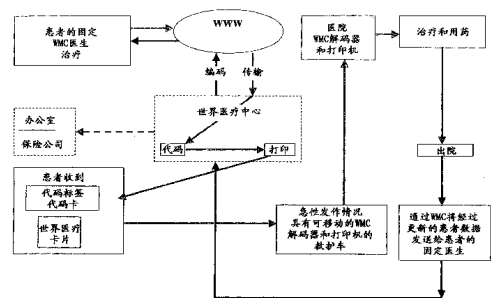 患者的固定
WMC医生
治疗
WWW
医院
WMC解码器
和打印机
治疗和用药
编码
传输
办公室
保险公司
世界医疗中心
代码
打印
出院
患者收到
代码标签
代码卡
世界医疗
卡片
急性发作情况
具有可移动的WMC
解码器和打印机的
救护车
通过WMC将经过
更新的患者数据
发送给患者的
固定医生